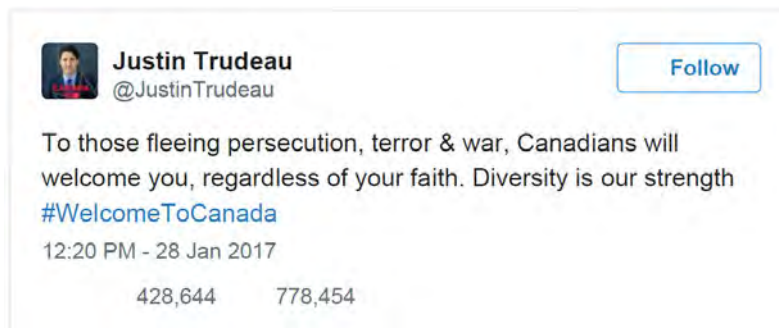 Justin Trudeau
@JustinTrudeau
Follow
To those fleeing persecution, terror & war, Canadians will
welcome you, regardless of your faith. Diversity is our strength
#WelcomeToCanada
12:20 PM - 28 Jan 2017
428,644 778,454